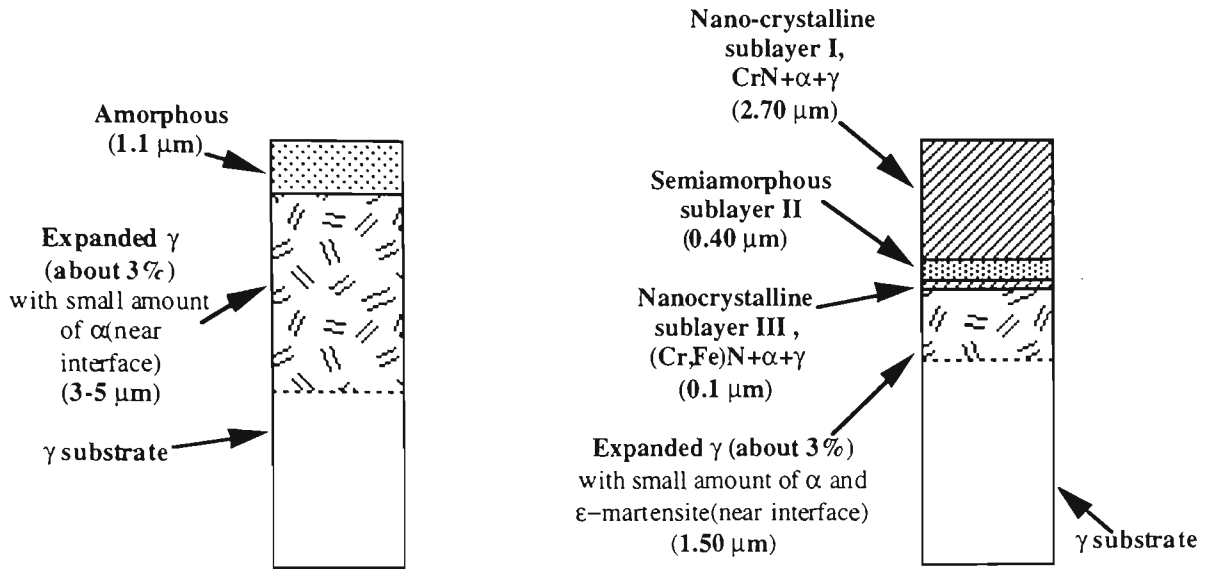 Amorphous
(1.1 μm)
Expanded γ
(about 3%)
with small amount
of α(near
interface)
(3-5 μm)
γ substrate
Nano-crystalline
sublayer I,
CrN+α+γ
(2.70 μm)
Semiamorphous
sublayer II
(0.40 μm)
Nanocrystalline
sublayer III ,
(Cr,Fe)N+α+γ
(0.1 μm)
Expanded γ (about 3%)
with small amount of α and
ε-martensite(near interface)
(1.50 μm)
γ substrate